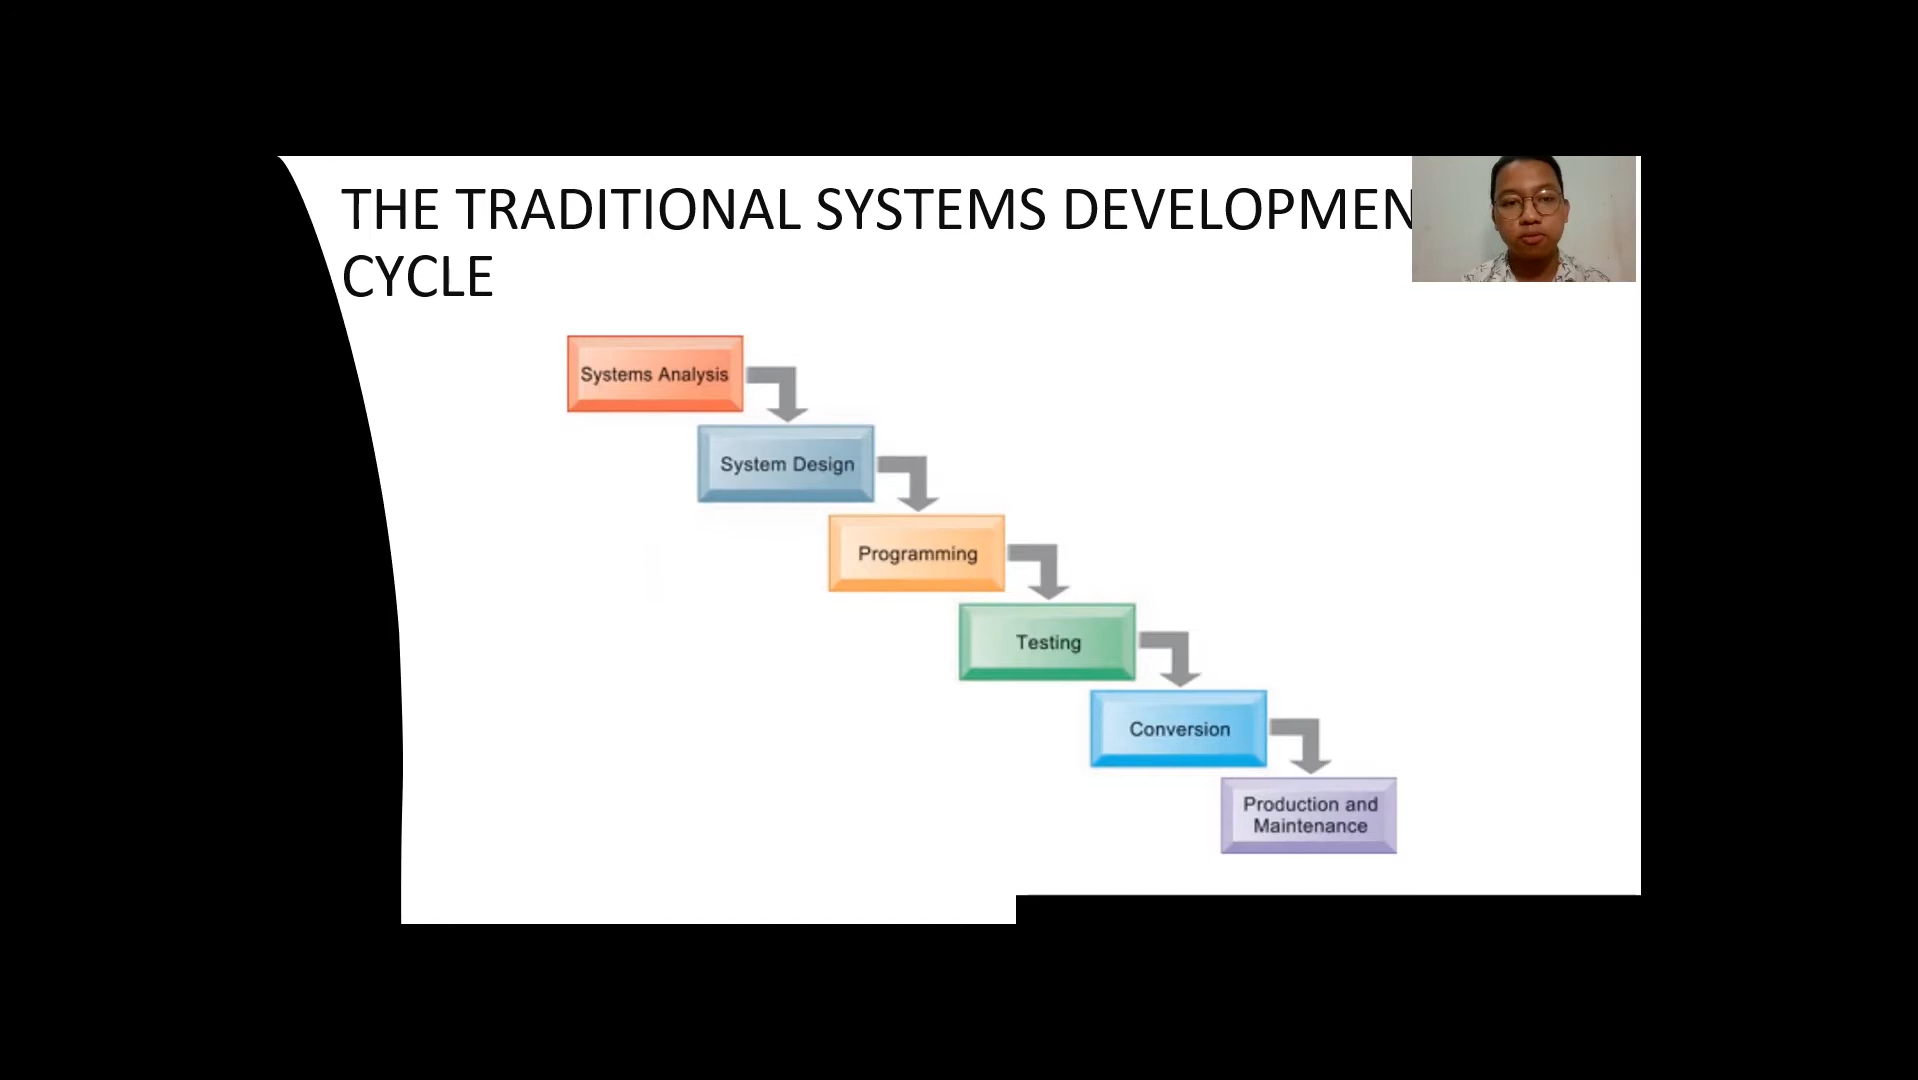 THE TRADITIONAL SYSTEMS DEVELOPMEN
CYCLE
Systems Analysis
System Design
Programming
Testing
Conversion
Production and
Maintenance